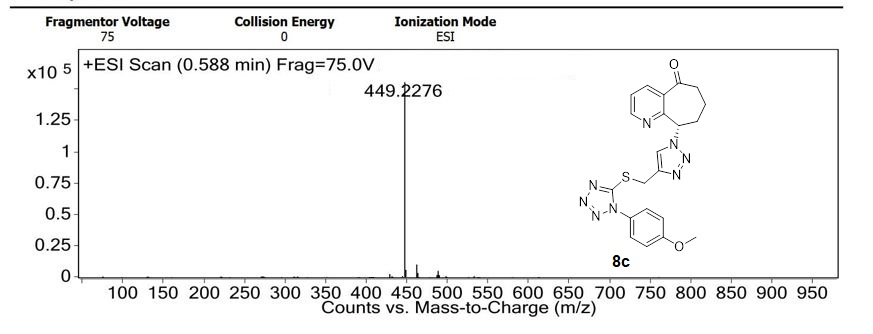 Fragmentor Voltage Collision Energy Ionization Mode
75 0 ESI
x10 5
+ESI Scan (0.588 min) Frag=75.0V
449.2276
1.25
1
0.75
0.5
0.25
0
100 150 200 250 300 350 400 450 500 550 600 650 700 750 800 850 900 950
Counts vs. Mass-to-Charge (m/z)
O
N
N
N
N
S
N
N
N
N
O
8c